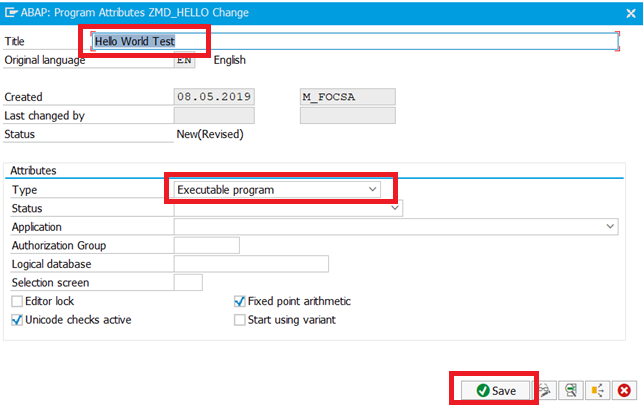 ABAP: Program Attributes ZMD_HELLO Change
Title Hello World Test
Original language EN English
Created 08.05.2019 M_FOCSA
Last changed by
Status New(Revised)
Attributes
Type Executable program
Status
Application
Authorization Group
Logical database
Selection screen
Editor lock Fixed point arithmetic
Unicode checks active Start using variant
Save